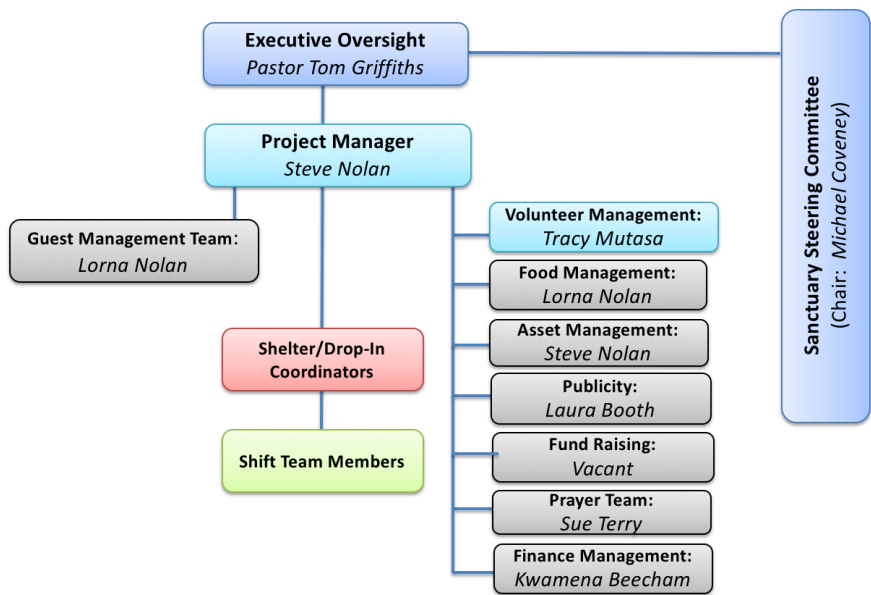 Executive Oversight
Pastor Tom Griffiths
Project Manager
Steve Nolan
Guest Management Team:
Lorna Nolan
Shelter/Drop-In
Coordinators
Shift Team Members
Volunteer Management:
Tracy Mutasa
Food Management:
Lorna Nolan
Asset Management:
Steve Nolan
Publicity:
Laura Booth
Fund Raising:
Vacant
Prayer Team:
Sue Terry
Finance Management:
Kwamena Beecham
Sanctuary Steering Committee
(Chair: Michael Coveney)